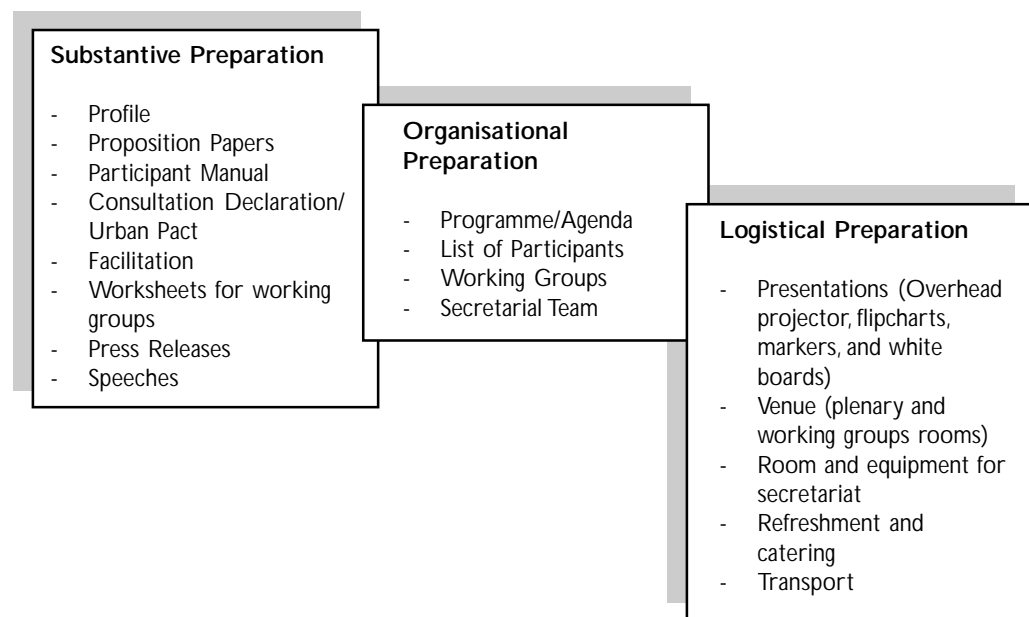 Substantive Preparation
- Profile
- Proposition Papers
- Participant Manual
- Consultation Declaration/
Urban Pact
- Facilitation
- Worksheets for working
groups
- Press Releases
- Speeches
Organisational
Preparation
- Programme/Agenda
- List of Participants
- Working Groups
- Secretarial Team
Logistical Preparation
- Presentations (Overhead
projector, flipcharts,
markers, and white
boards)
- Venue (plenary and
working groups rooms)
- Room and equipment for
secretariat
- Refreshment and
catering
- Transport